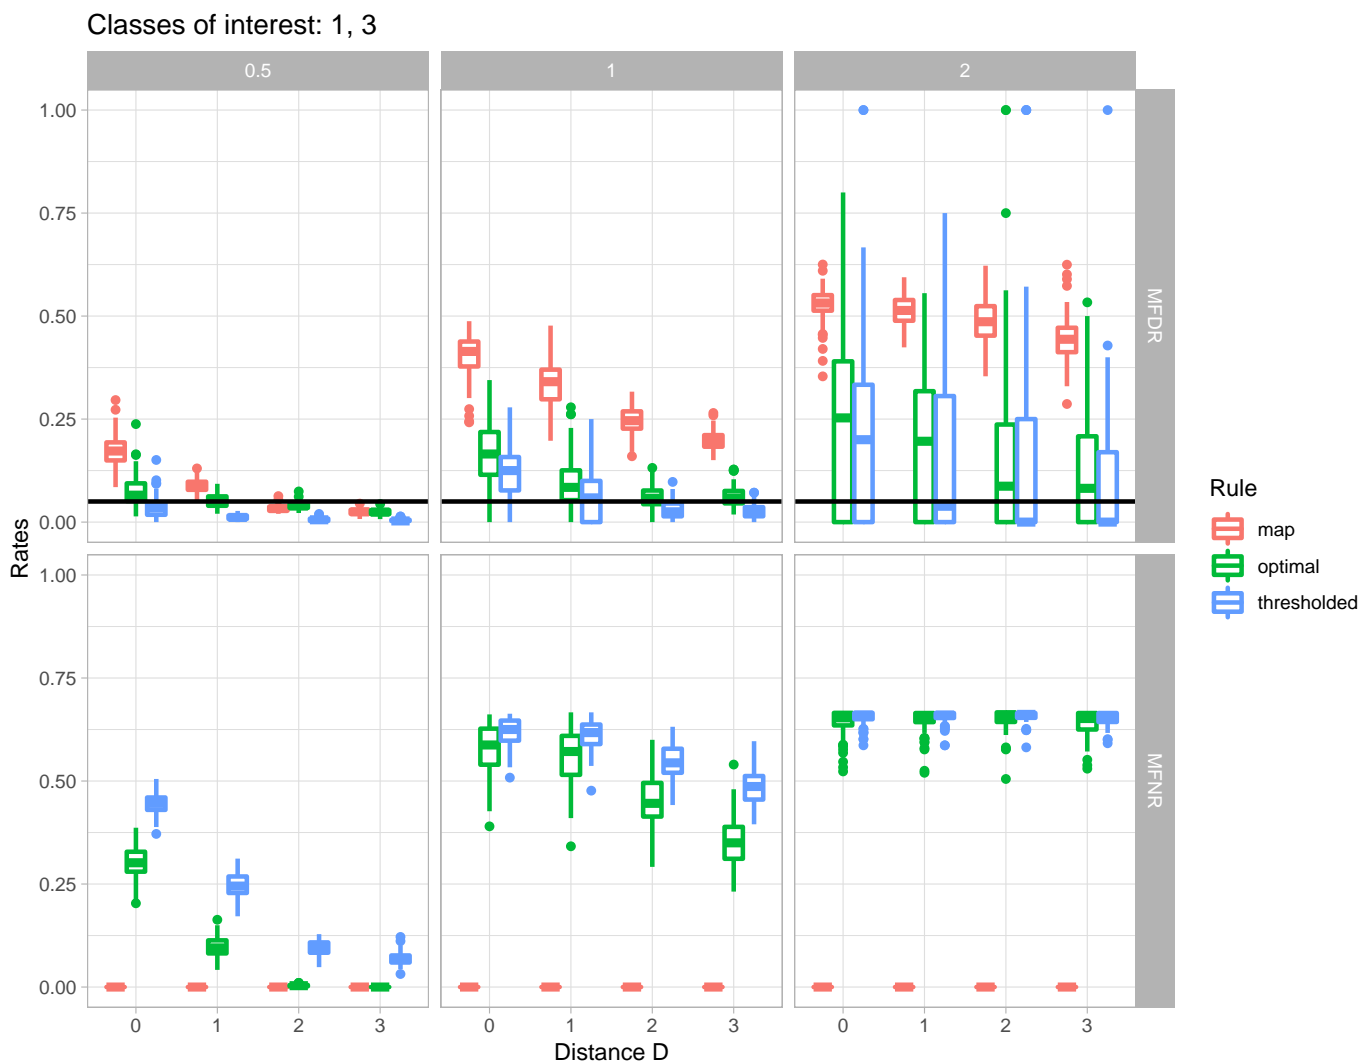 Classes of interest: 1, 3
0.5
1
2
1.00
0.75
0.50
0.25
0.00
MFDR
1.00
0.75
0.50
0.25
0.00
MFNR
Rates
0
1
2
3
0
1
2
3
0
1
2
3
Distance D
Rule
map
optimal
thresholded